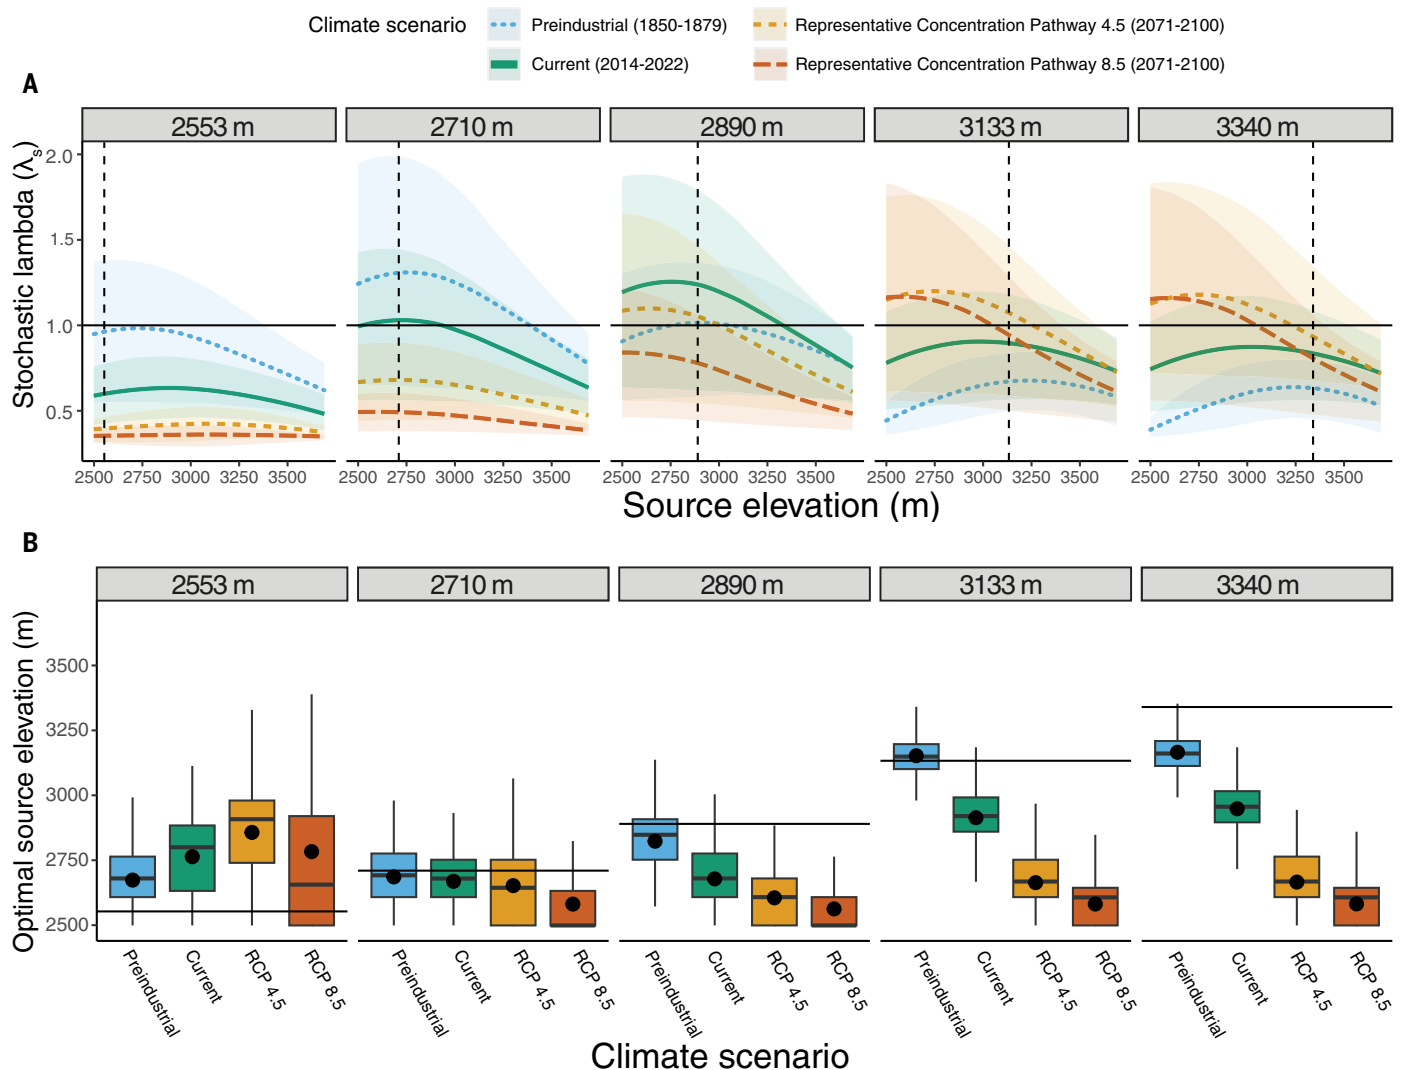 Climate scenario
Preindustrial (1850-1879)
Representative Concentration Pathway 4.5 (2071-2100)
Current (2014-2022)
Representative Concentration Pathway 8.5 (2071-2100)
A
2553 m 2710 m 2890 m 3133 m 3340 m
Stochastic lambda (λs)
2.0
1.5
1.0
0.5
2500 2750 3000 3250 3500 2500 2750 3000 3250 3500 2500 2750 3000 3250 3500 2500 2750 3000 3250 3500 2500 2750 3000 3250 3500
Source elevation (m)
B
2553 m 2710 m 2890 m 3133 m 3340 m
Optimal source elevation (m)
3500
3250
3000
2750
2500
Preindustrial Current RCP 4.5 RCP 8.5 Preindustrial Current RCP 4.5 RCP 8.5 Preindustrial Current RCP 4.5 RCP 8.5 Preindustrial Current RCP 4.5 RCP 8.5 Preindustrial Current RCP 4.5 RCP 8.5
Climate scenario